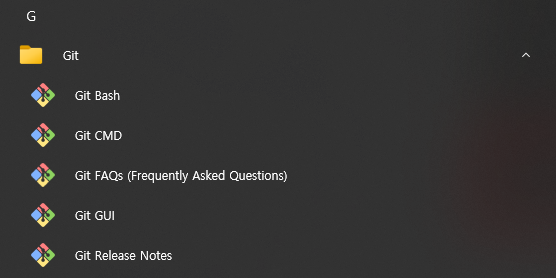 G
Git
Git Bash
Git CMD
Git FAQs (Frequently Asked Questions)
Git GUI
Git Release Notes